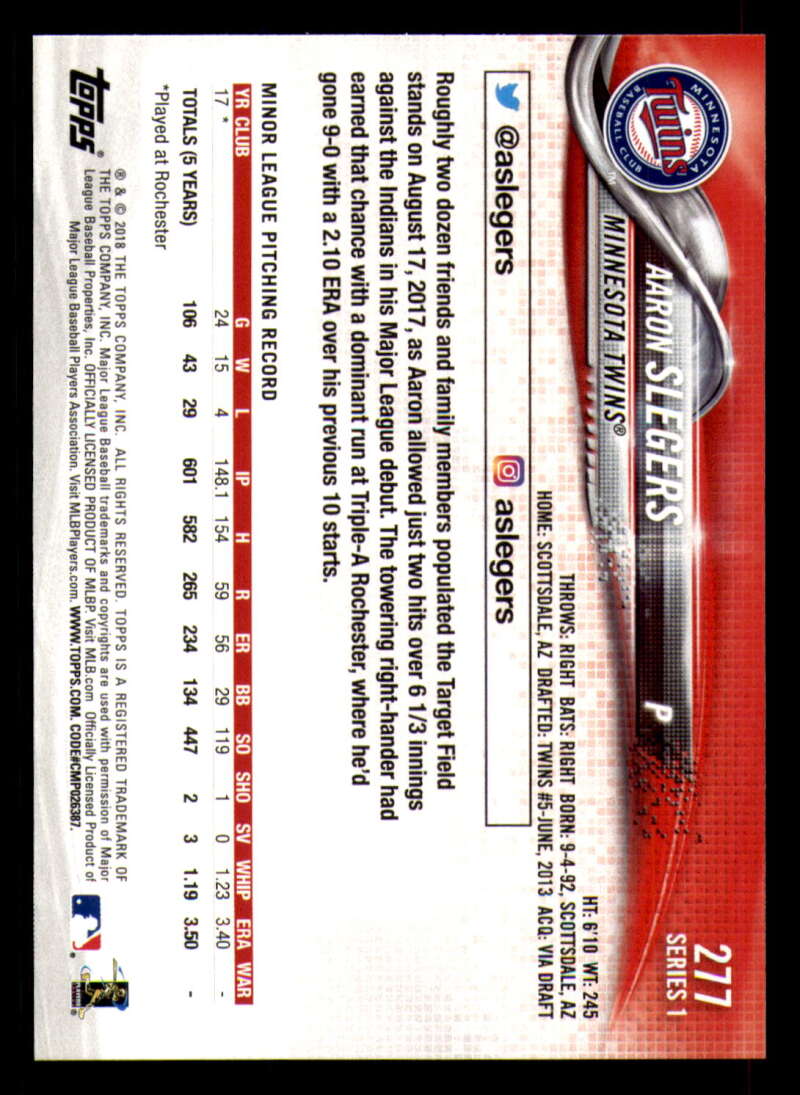 277
SERIES 1
MINNESOTA
Twins
BASEBALL CLUB
AARON SLEGERS P
MINNESOTA TWINS®
HT: 6'10 WT: 245
THROWS: RIGHT BATS: RIGHT BORN: 9-4-92, SCOTTSDALE, AZ
HOME: SCOTTSDALE, AZ DRAFTED: TWINS #5-JUNE, 2013 ACQ: VIA DRAFT
@aslegers aslegers
Roughly two dozen friends and family members populated the Target Field
stands on August 17, 2017, as Aaron allowed just two hits over 6 1/3 innings
against the Indians in his Major League debut. The towering right-hander had
earned that chance with a dominant run at Triple-A Rochester, where he'd
gone 9-0 with a 2.10 ERA over his previous 10 starts.
MINOR LEAGUE PITCHING RECORD
YR CLUB G W L IP H R ER BB SO SHO SV WHIP ERA WAR
17 * 24 15 4 148.1 154 59 56 29 119 1 0 1.23 3.40 -
TOTALS (5 YEARS) 106 43 29 601 582 265 234 134 447 2 3 1.19 3.50 -
*Played at Rochester
topps®
® & © 2018 THE TOPPS COMPANY, INC. ALL RIGHTS RESERVED. TOPPS IS A REGISTERED TRADEMARK OF
THE TOPPS COMPANY, INC. Major League Baseball trademarks and copyrights are used with permission of Major
League Baseball Properties, Inc. OFFICIALLY LICENSED PRODUCT OF MLBP. Visit MLB.com Officially Licensed Product of
Major League Baseball Players Association. Visit MLBPlayers.com. WWW.TOPPS.COM. CODE#CMP026387.